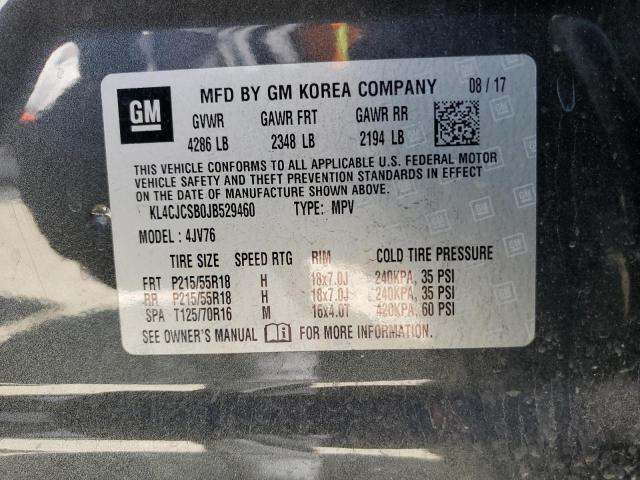 GM
MFD BY GM KOREA COMPANY 08 / 17
GVWR GAWR FRT GAWR RR
4286 LB 2348 LB 2194 LB
THIS VEHICLE CONFORMS TO ALL APPLICABLE U.S. FEDERAL MOTOR
VEHICLE SAFETY AND THEFT PREVENTION STANDARDS IN EFFECT
ON THE DATE OF MANUFACTURE SHOWN ABOVE.
KL4CJCSB0JB529460 TYPE: MPV
MODEL : 4JV76
TIRE SIZE SPEED RTG RIM COLD TIRE PRESSURE
FRT P215/55R18 H 18x7.0J 240KPA, 35 PSI
RR P215/55R18 H 18x7.0J 240KPA, 35 PSI
SPA T125/70R16 M 16x4.0T 420KPA, 60 PSI
SEE OWNER'S MANUAL FOR MORE INFORMATION.